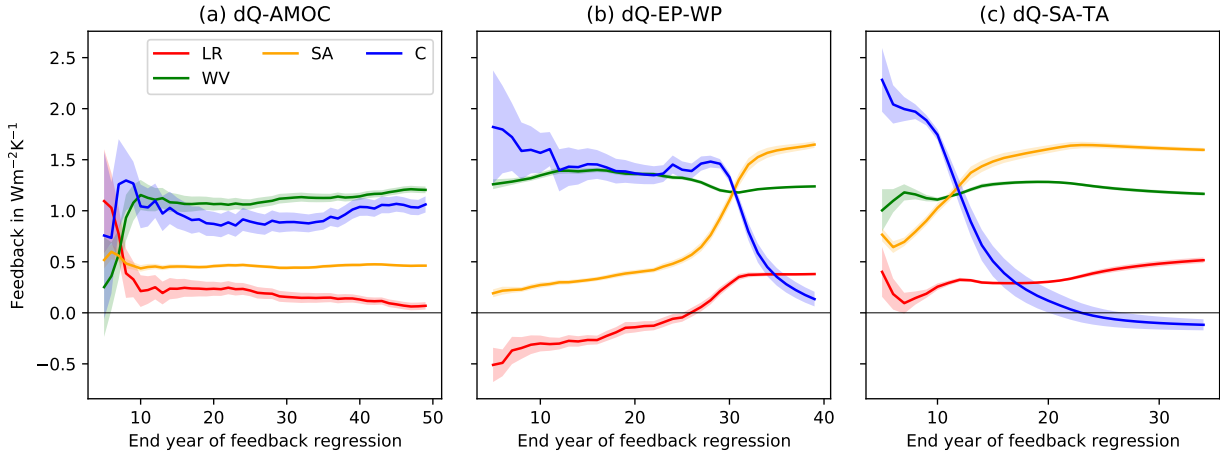 (a) dQ-AMOC
(b) dQ-EP-WP
(c) dQ-SA-TA
LR
WV
SA
C
Feedback in Wm⁻²K⁻¹
2.5
2.0
1.5
1.0
0.5
0.0
−0.5
10 20 30 40 50
10 20 30 40
10 20 30
End year of feedback regression
End year of feedback regression
End year of feedback regression